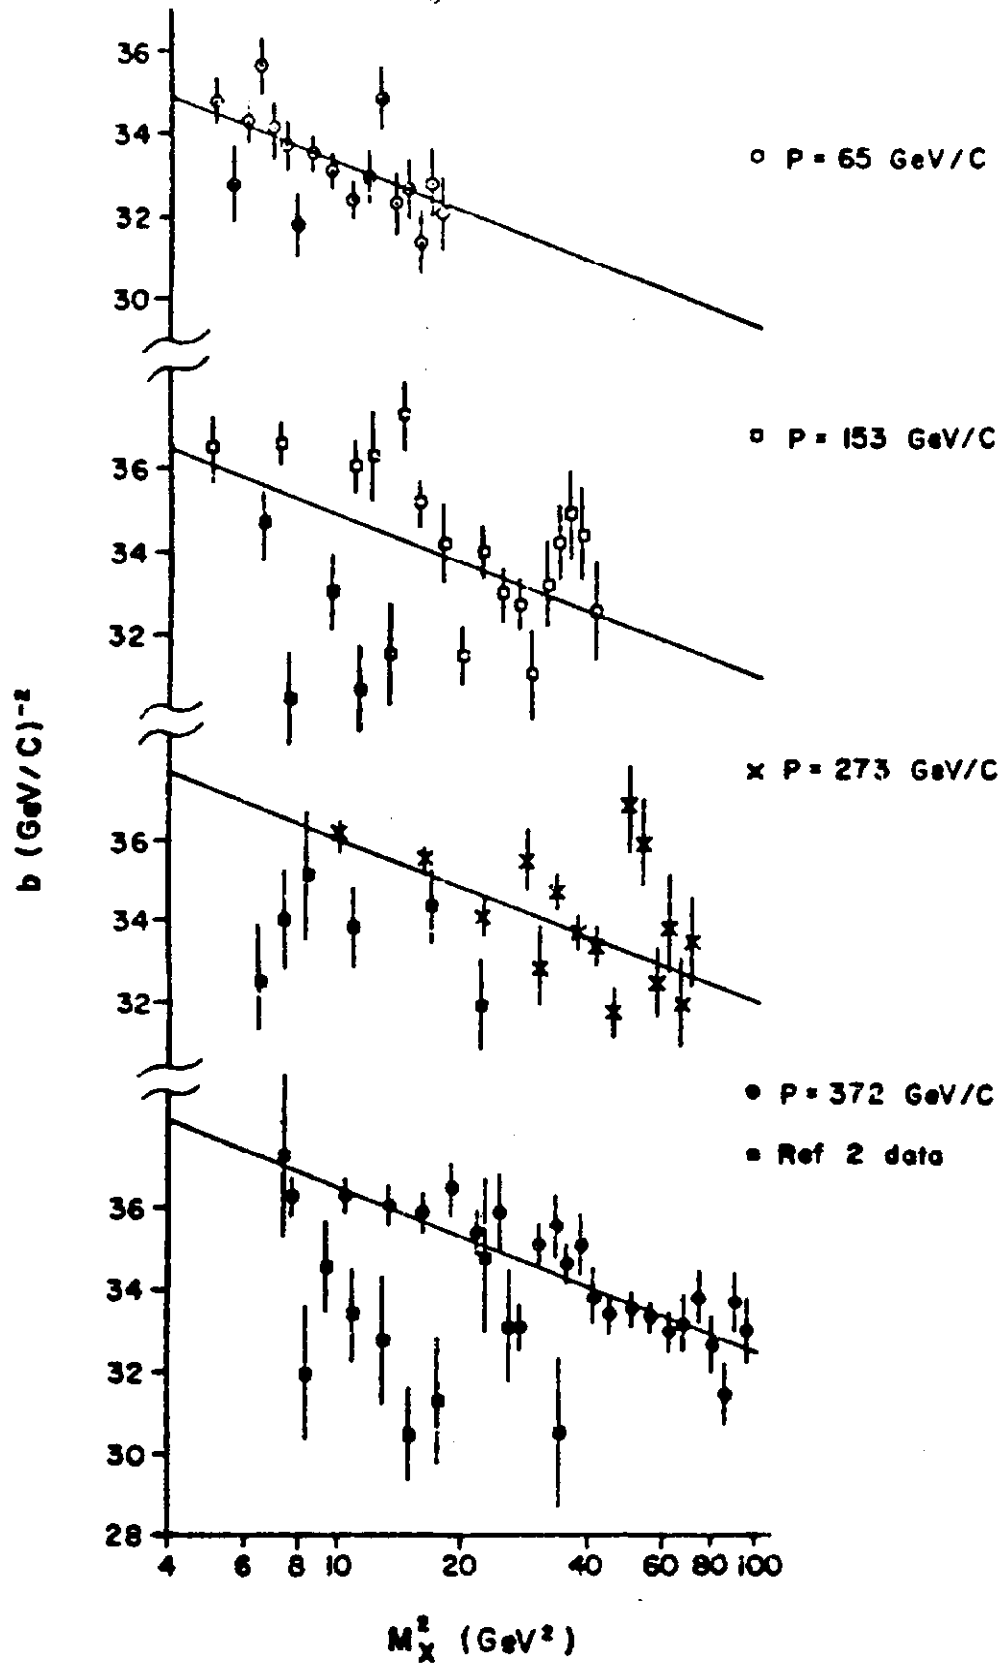 36
34
32
30
○ P = 65 GeV/C
36
34
32
□ P = 153 GeV/C
36
34
32
× P = 273 GeV/C
36
34
32
30
28
● P = 372 GeV/C
■ Ref 2 data
4 6 8 10 20 40 60 80 100
b (GeV/C)⁻²
M²X (GeV²)